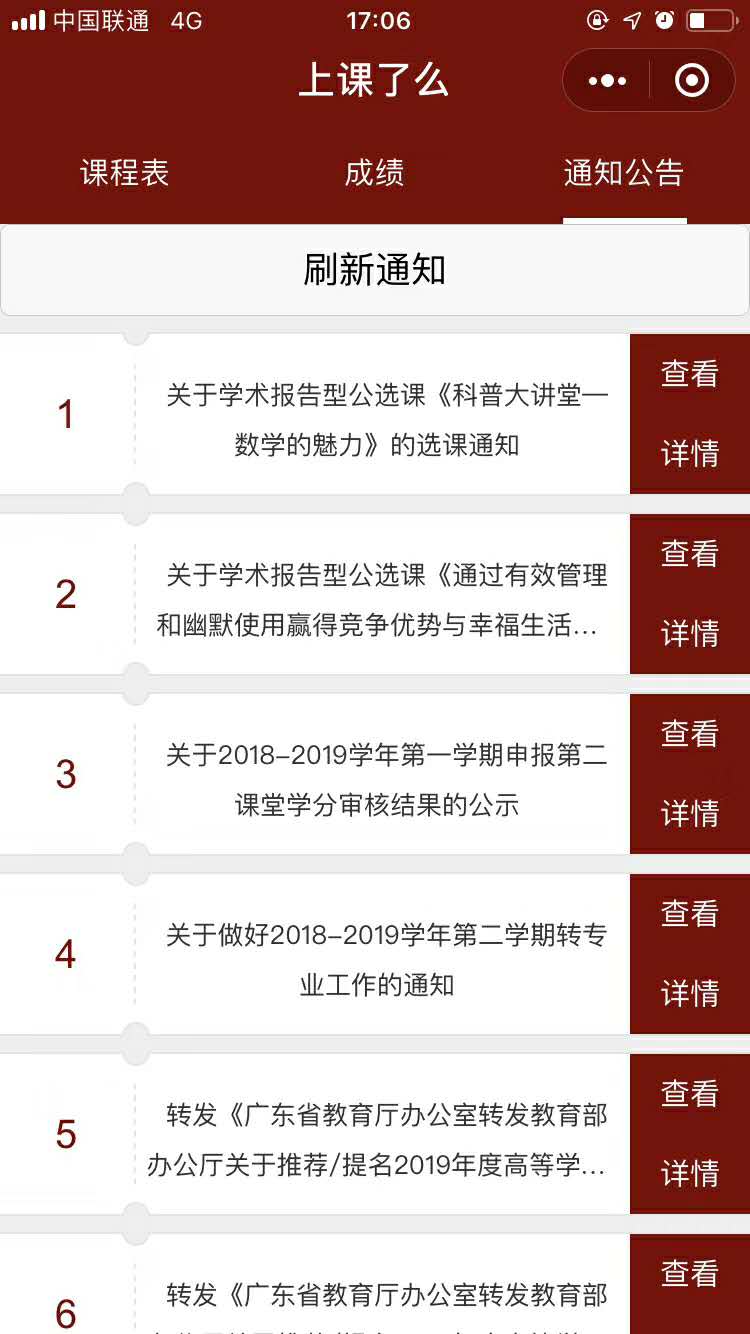 中国联通 4G 17:06
上课了么
课程表 成绩 通知公告
刷新通知
1
关于学术报告型公选课《科普大讲堂—
数学的魅力》的选课通知
查看
详情
2
关于学术报告型公选课《通过有效管理
和幽默使用赢得竞争优势与幸福生活...
查看
详情
3
关于2018-2019学年第一学期申报第二
课堂学分审核结果的公示
查看
详情
4
关于做好2018-2019学年第二学期转专
业工作的通知
查看
详情
5
转发《广东省教育厅办公室转发教育部
办公厅关于推荐/提名2019年度高等学...
查看
详情
6
转发《广东省教育厅办公室转发教育部
查看